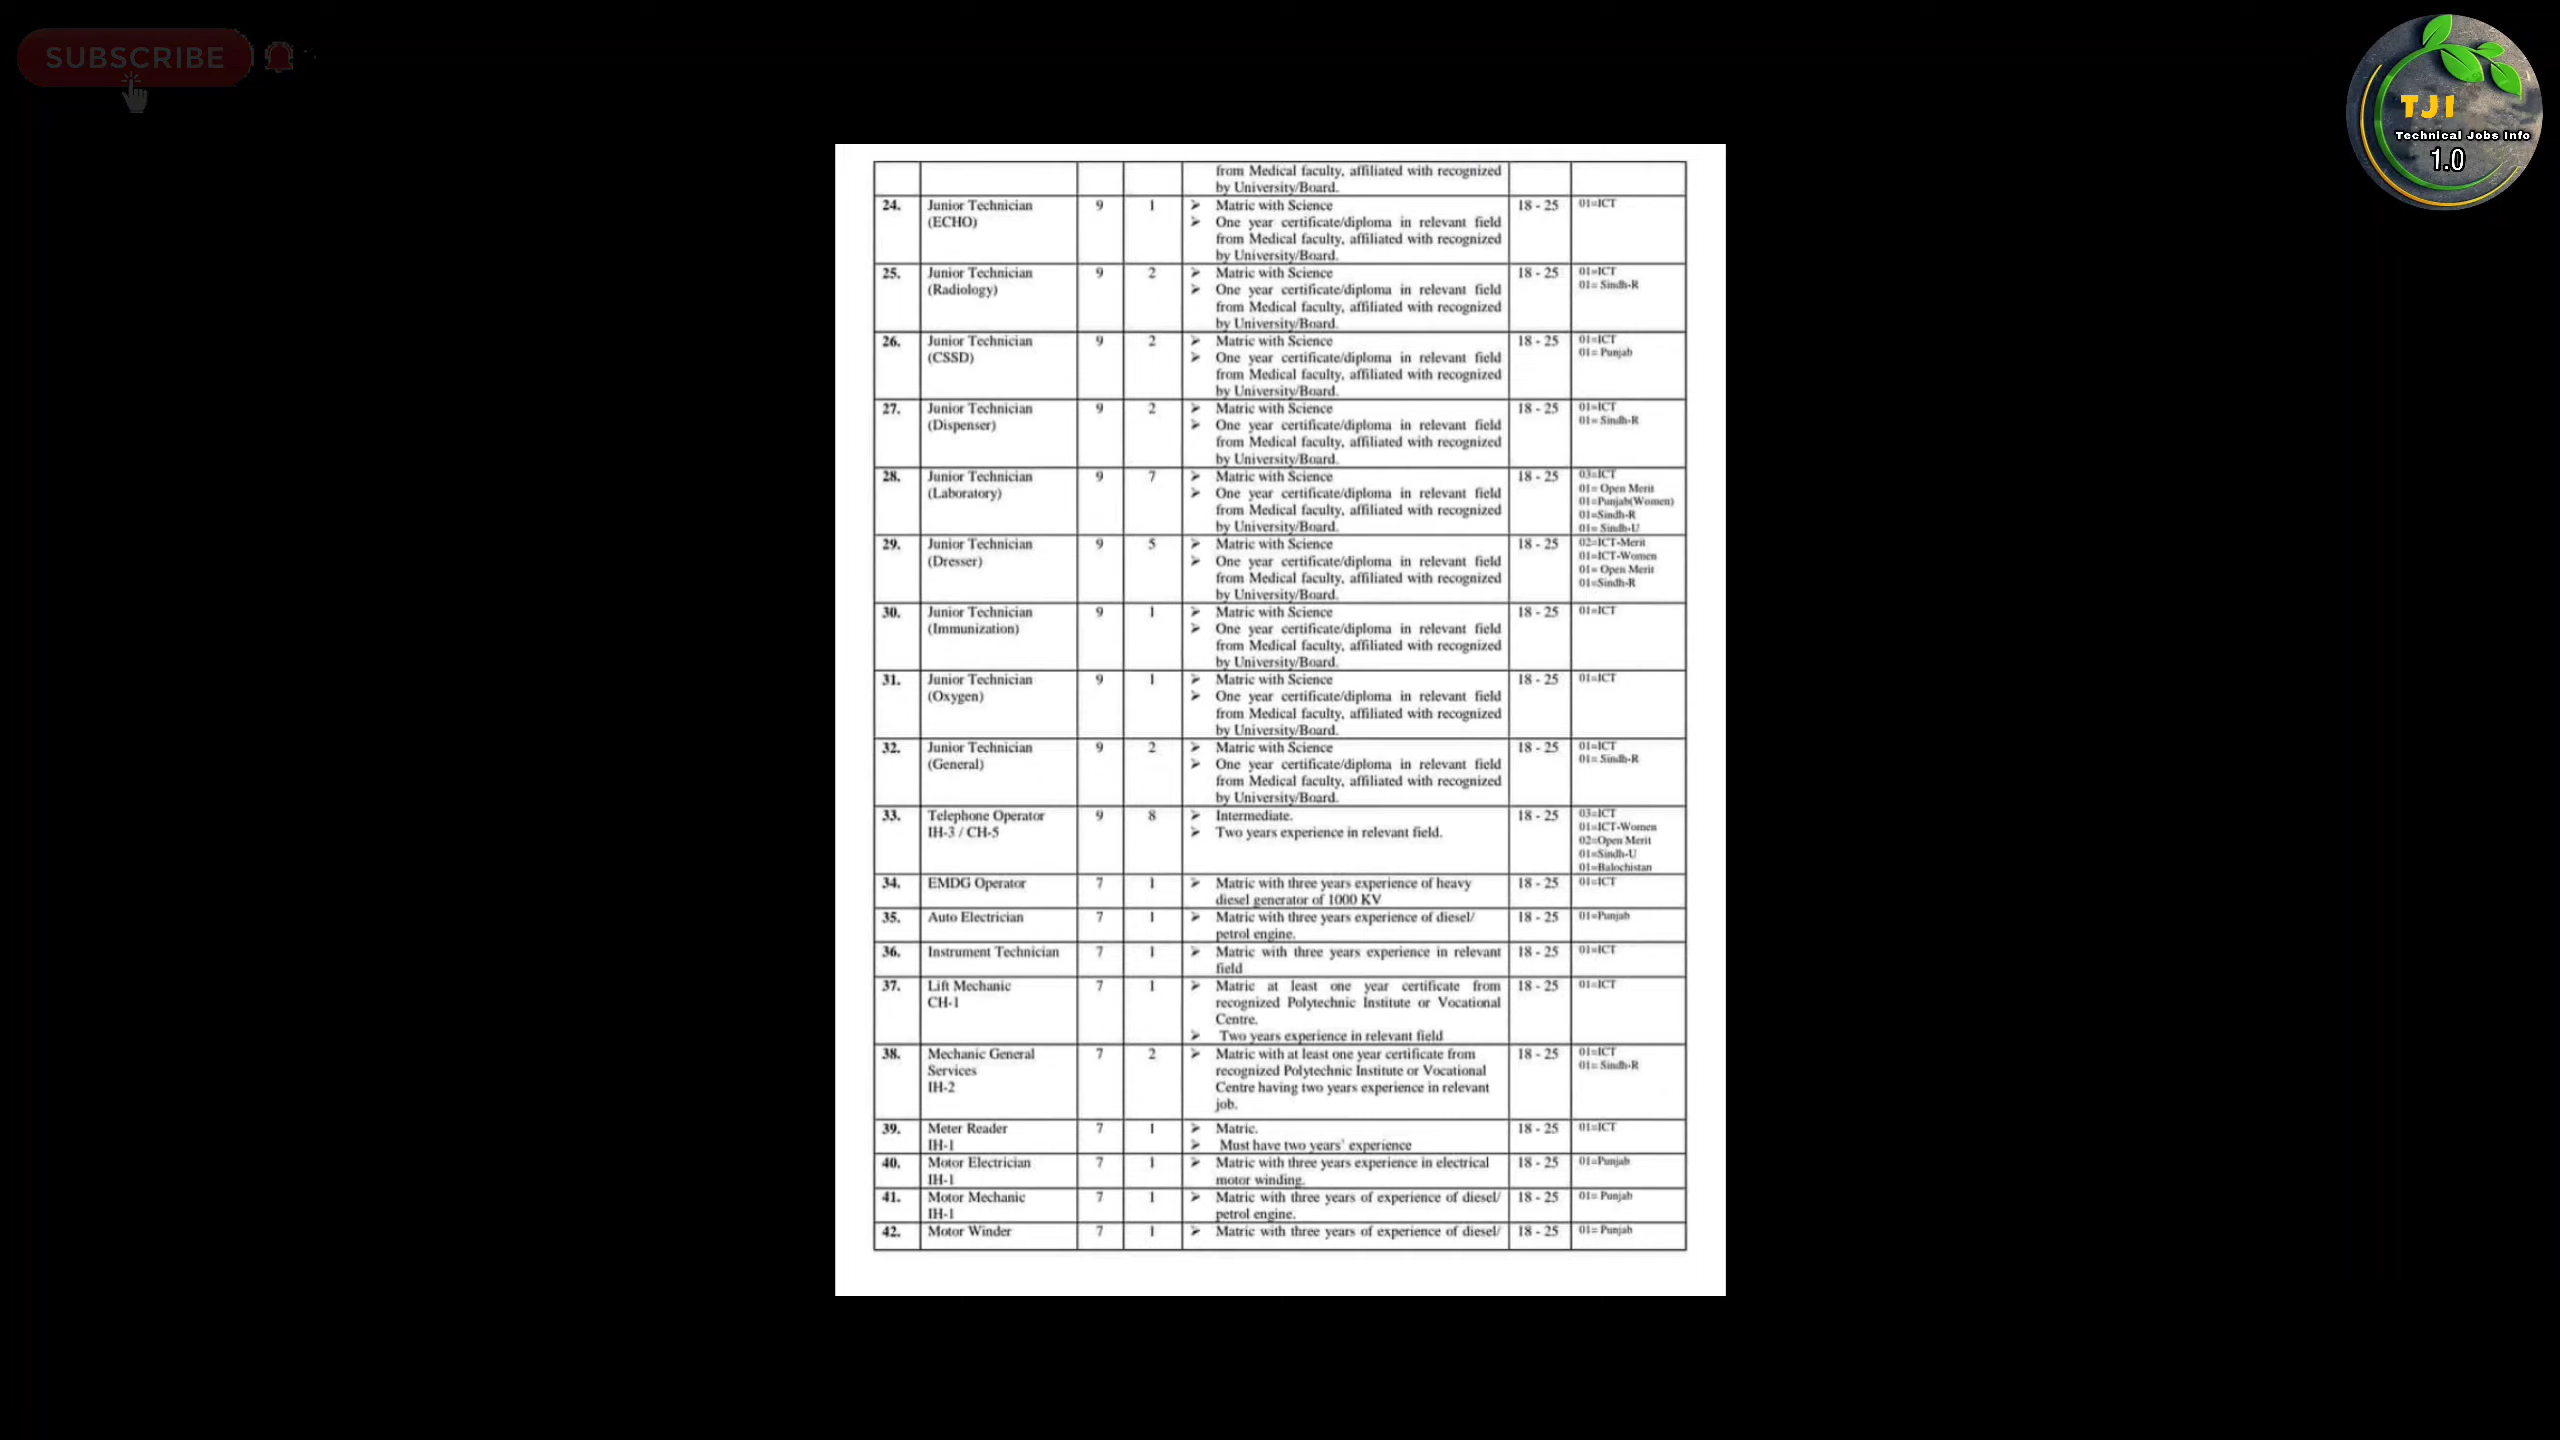 SUBSCRIBE
TJI
Technical Jobs Info
1.0
from Medical faculty, affiliated with recognized
by University/Board.
24. Junior Technician 9 1 ➢ Matric with Science 18 - 25 01=ICT
(ECHO) ➢ One year certificate/diploma in relevant field
from Medical faculty, affiliated with recognized
by University/Board.
25. Junior Technician 9 2 ➢ Matric with Science 18 - 25 01=ICT
(Radiology) ➢ One year certificate/diploma in relevant field 01= Sindh-R
from Medical faculty, affiliated with recognized
by University/Board.
26. Junior Technician 9 2 ➢ Matric with Science 18 - 25 01=ICT
(CSSD) ➢ One year certificate/diploma in relevant field 01= Punjab
from Medical faculty, affiliated with recognized
by University/Board.
27. Junior Technician 9 2 ➢ Matric with Science 18 - 25 01=ICT
(Dispenser) ➢ One year certificate/diploma in relevant field 01= Sindh-R
from Medical faculty, affiliated with recognized
by University/Board.
28. Junior Technician 9 7 ➢ Matric with Science 18 - 25 03=ICT
(Laboratory) ➢ One year certificate/diploma in relevant field 01= Open Merit
from Medical faculty, affiliated with recognized 01=Punjab(Women)
01=Sindh-R
by University/Board. 01= Sindh-U
29. Junior Technician 9 5 ➢ Matric with Science 18 - 25 02=ICT-Merit
(Dresser) ➢ One year certificate/diploma in relevant field 01=ICT-Women
from Medical faculty, affiliated with recognized 01= Open Merit
by University/Board. 01=Sindh-R
30. Junior Technician 9 1 ➢ Matric with Science 18 - 25 01=ICT
(Immunization) ➢ One year certificate/diploma in relevant field
from Medical faculty, affiliated with recognized
by University/Board.
31. Junior Technician 9 1 ➢ Matric with Science 18 - 25 01=ICT
(Oxygen) ➢ One year certificate/diploma in relevant field
from Medical faculty, affiliated with recognized
by University/Board.
32. Junior Technician 9 2 ➢ Matric with Science 18 - 25 01=ICT
(General) ➢ One year certificate/diploma in relevant field 01= Sindh-R
from Medical faculty, affiliated with recognized
by University/Board.
33. Telephone Operator 9 8 ➢ Intermediate. 18 - 25 03=ICT
IH-3 / CH-5 ➢ Two years experience in relevant field. 01=ICT-Women
02=Open Merit
01=Sindh-U
01=Balochistan
34. EMDG Operator 7 1 ➢ Matric with three years experience of heavy 18 - 25 01=ICT
diesel generator of 1000 KV
35. Auto Electrician 7 1 ➢ Matric with three years experience of diesel/ 18 - 25 01=Punjab
petrol engine.
36. Instrument Technician 7 1 ➢ Matric with three years experience in relevant 18 - 25 01=ICT
field
37. Lift Mechanic 7 1 ➢ Matric at least one year certificate from 18 - 25 01=ICT
CH-1 recognized Polytechnic Institute or Vocational
Centre.
➢ Two years experience in relevant field
38. Mechanic General 7 2 ➢ Matric with at least one year certificate from 18 - 25 01=ICT
Services recognized Polytechnic Institute or Vocational 01= Sindh-R
IH-2 Centre having two years experience in relevant
job.
39. Meter Reader 7 1 ➢ Matric. 18 - 25 01=ICT
IH-1 ➢ Must have two years' experience
40. Motor Electrician 7 1 ➢ Matric with three years experience in electrical 18 - 25 01=Punjab
IH-1 motor winding.
41. Motor Mechanic 7 1 ➢ Matric with three years of experience of diesel/ 18 - 25 01= Punjab
IH-1 petrol engine.
42. Motor Winder 7 1 ➢ Matric with three years of experience of diesel/ 18 - 25 01= Punjab